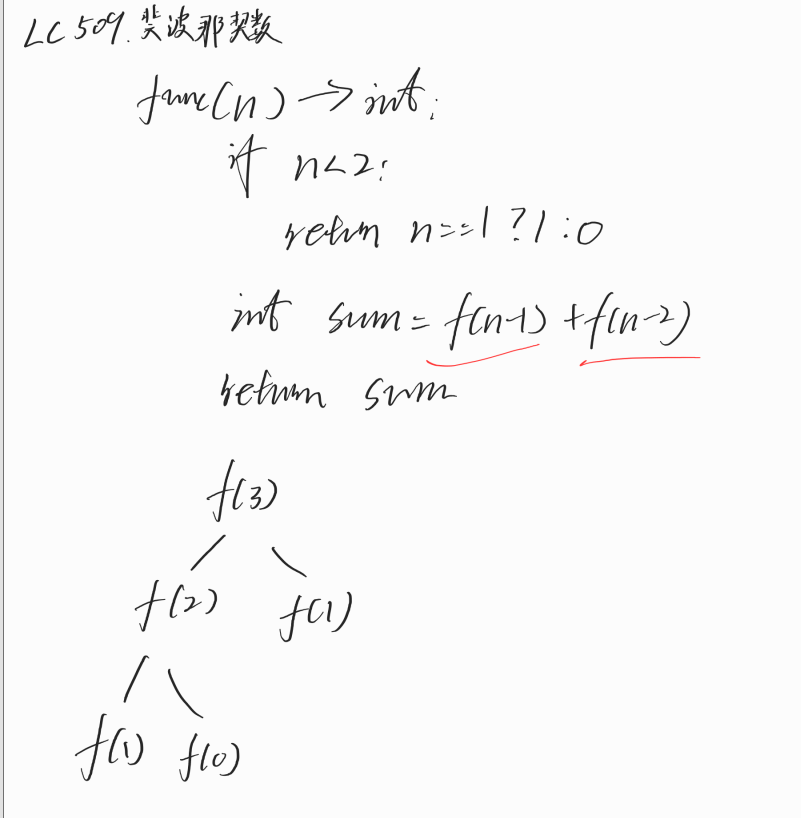 LC 509. 斐波那契数
func(n) → int:
if n<2:
return n==1 ? 1 : 0
int sum = f(n-1) + f(n-2)
return sum
f(3)
f(2) f(1)
f(1) f(0)